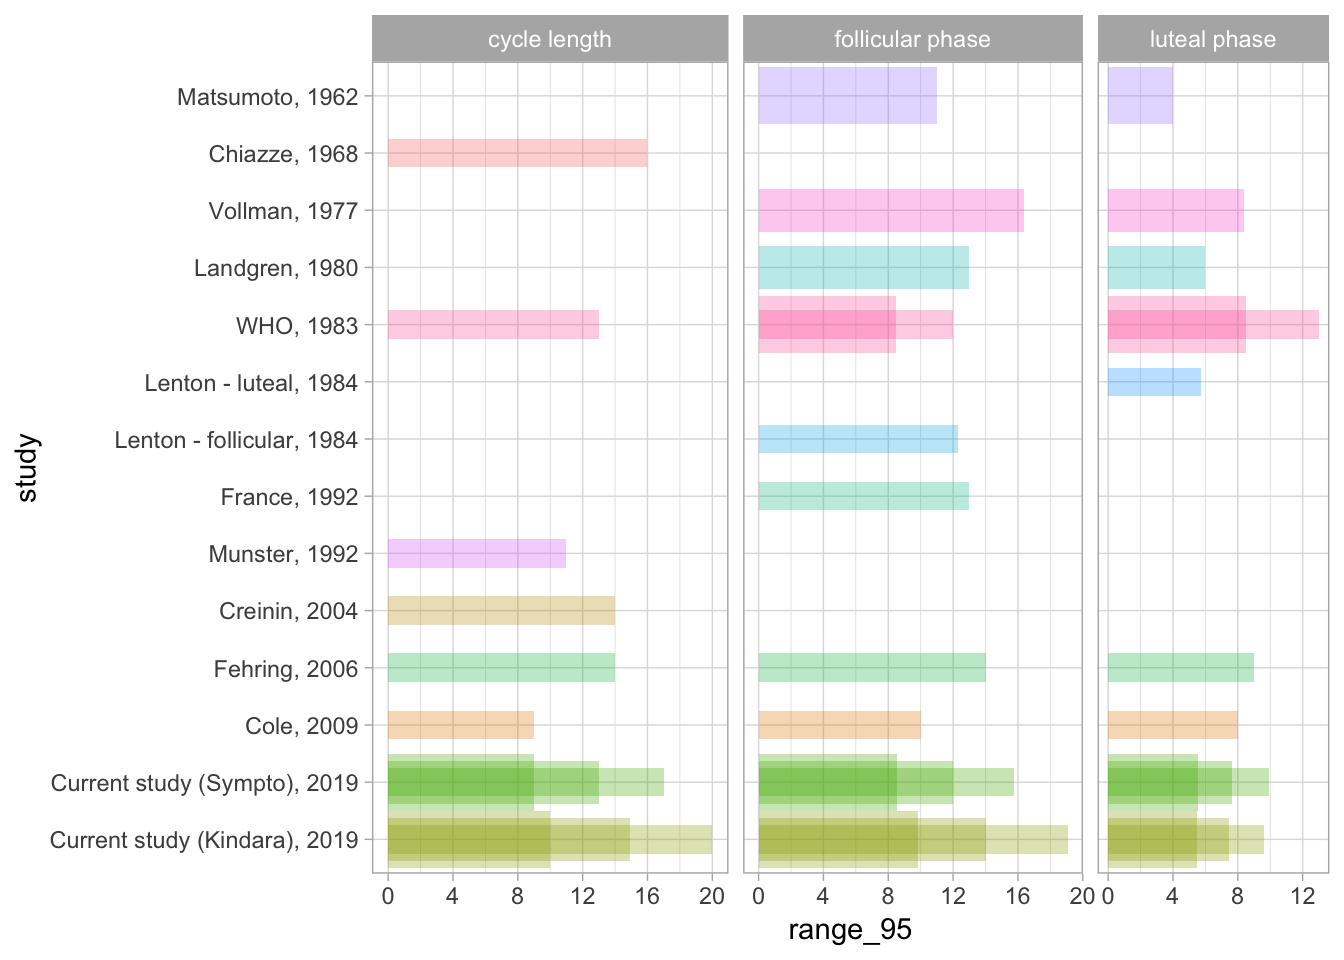 cycle length follicular phase luteal phase
Matsumoto, 1962
Chiazze, 1968
Vollman, 1977
Landgren, 1980
WHO, 1983
Lenton - luteal, 1984
Lenton - follicular, 1984
France, 1992
Munster, 1992
Creinin, 2004
Fehring, 2006
Cole, 2009
Current study (Sympto), 2019
Current study (Kindara), 2019
study
0 4 8 12 16 20 0 4 8 12 16 20 0 4 8 12
range_95